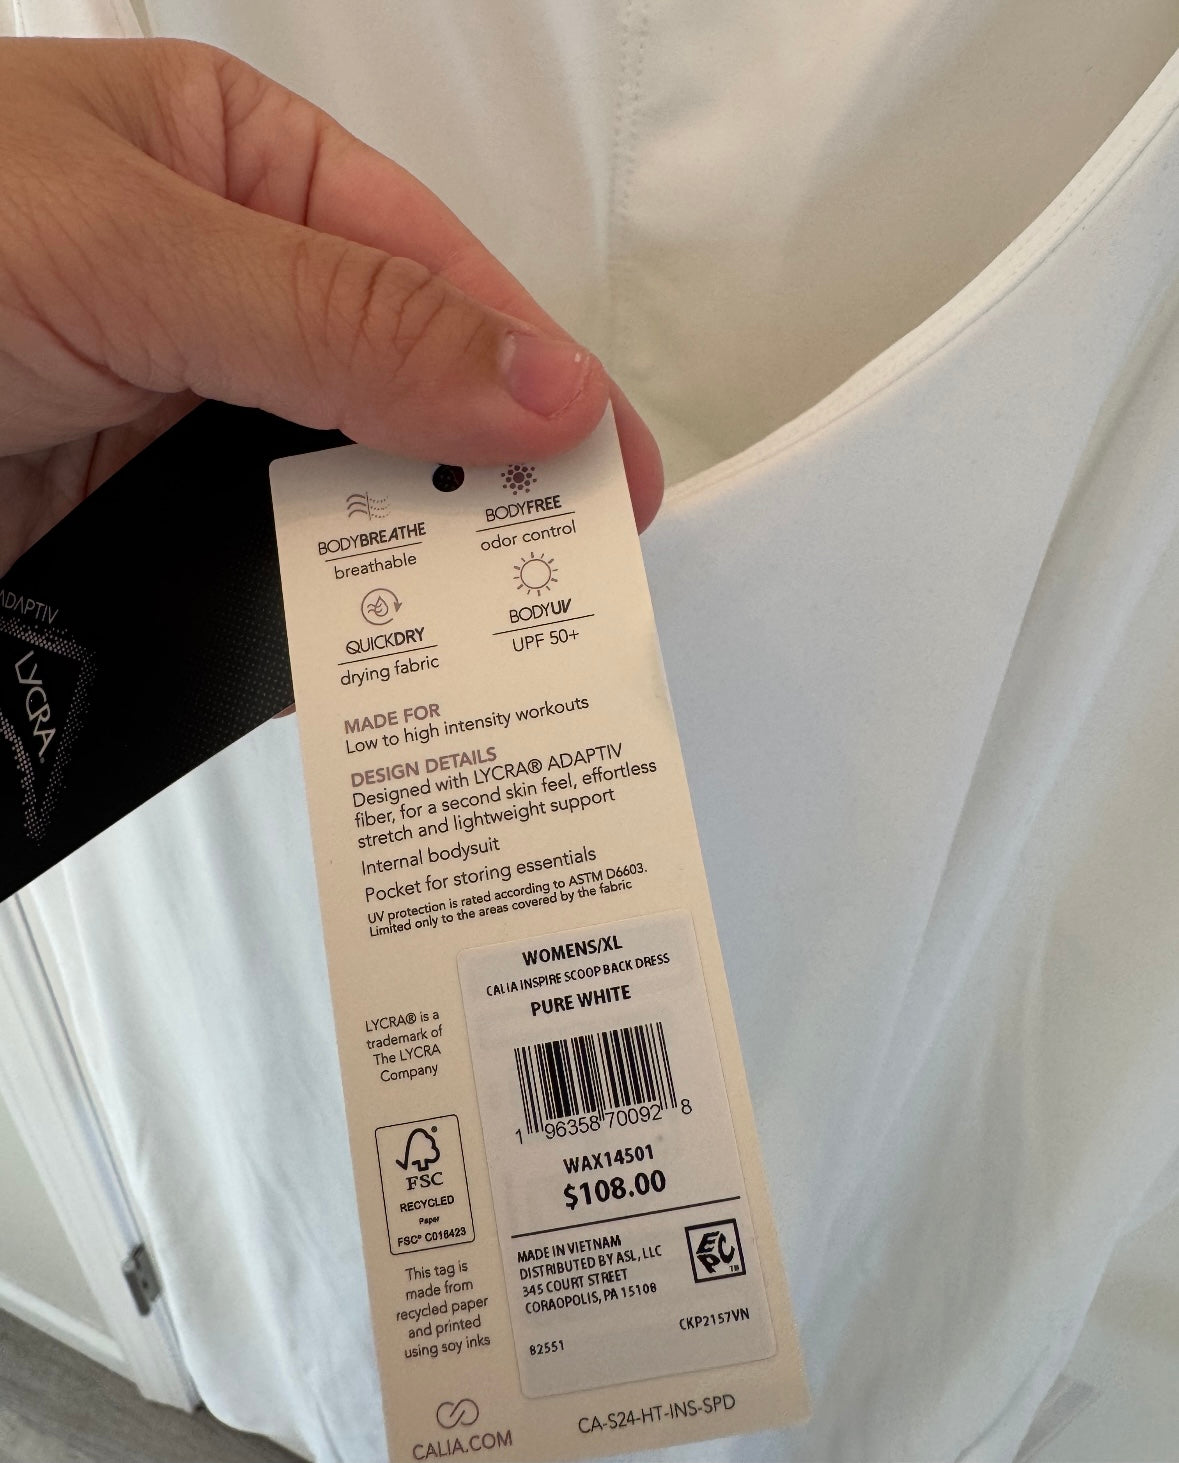 ADAPTIV
LYCRA®
BODYBREATHE
breathable
BODYFREE
odor control
QUICKDRY
drying fabric
BODYUV
UPF 50+
MADE FOR
Low to high intensity workouts
DESIGN DETAILS
Designed with LYCRA® ADAPTIV
fiber, for a second skin feel, effortless
stretch and lightweight support
Internal bodysuit
Pocket for storing essentials
UV protection is rated according to ASTM D6603.
Limited only to the areas covered by the fabric
WOMENS/XL
CALIA INSPIRE SCOOP BACK DRESS
PURE WHITE
1 96358 70092 8
WAX14501
$108.00
MADE IN VIETNAM
DISTRIBUTED BY ASL, LLC
345 COURT STREET
CORAOPOLIS, PA 15108
EPC™
CKP2157VN
82551
LYCRA® is a
trademark of
The LYCRA
Company
FSC
RECYCLED
Paper
FSC® C016423
This tag is
made from
recycled paper
and printed
using soy inks
CALIA.COM
CA-S24-HT-INS-SPD